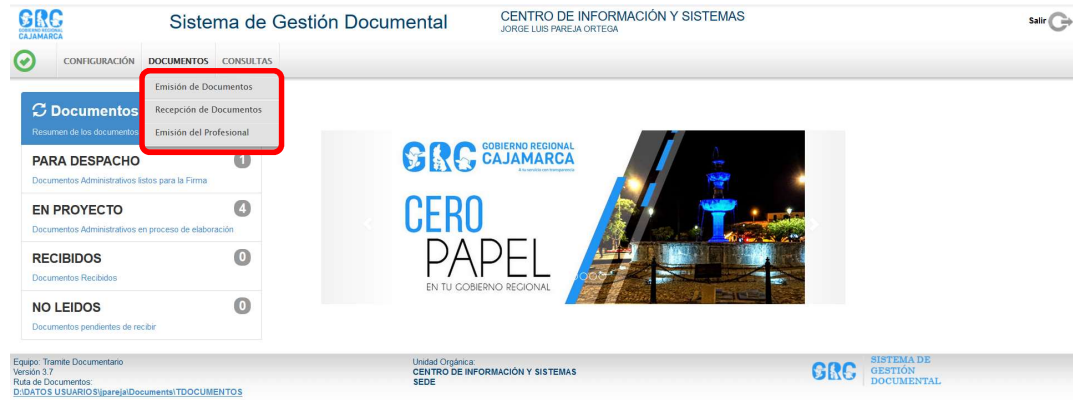 GRC
GOBIERNO REGIONAL
CAJAMARCA
Sistema de Gestión Documental
CENTRO DE INFORMACIÓN Y SISTEMAS
JORGE LUIS PAREJA ORTEGA
Salir
CONFIGURACIÓN DOCUMENTOS CONSULTAS
Emisión de Documentos
Recepción de Documentos
Emisión del Profesional
Documentos
Resumen de los documentos
PARA DESPACHO 1
Documentos Administrativos listos para la Firma
EN PROYECTO 4
Documentos Administrativos en proceso de elaboración
RECIBIDOS 0
Documentos Recibidos
NO LEIDOS 0
Documentos pendientes de recibir
GRC GOBIERNO REGIONAL
CAJAMARCA
A tu servicio con transparencia
CERO
PAPEL
EN TU GOBIERNO REGIONAL
Equipo: Tramite Documentario
Versión 3.7
Ruta de Documentos:
D:\DATOS USUARIOS\jpareja\Documents\TDOCUMENTOS
Unidad Orgánica:
CENTRO DE INFORMACIÓN Y SISTEMAS
SEDE
GRC
SISTEMA DE
GESTIÓN
DOCUMENTAL